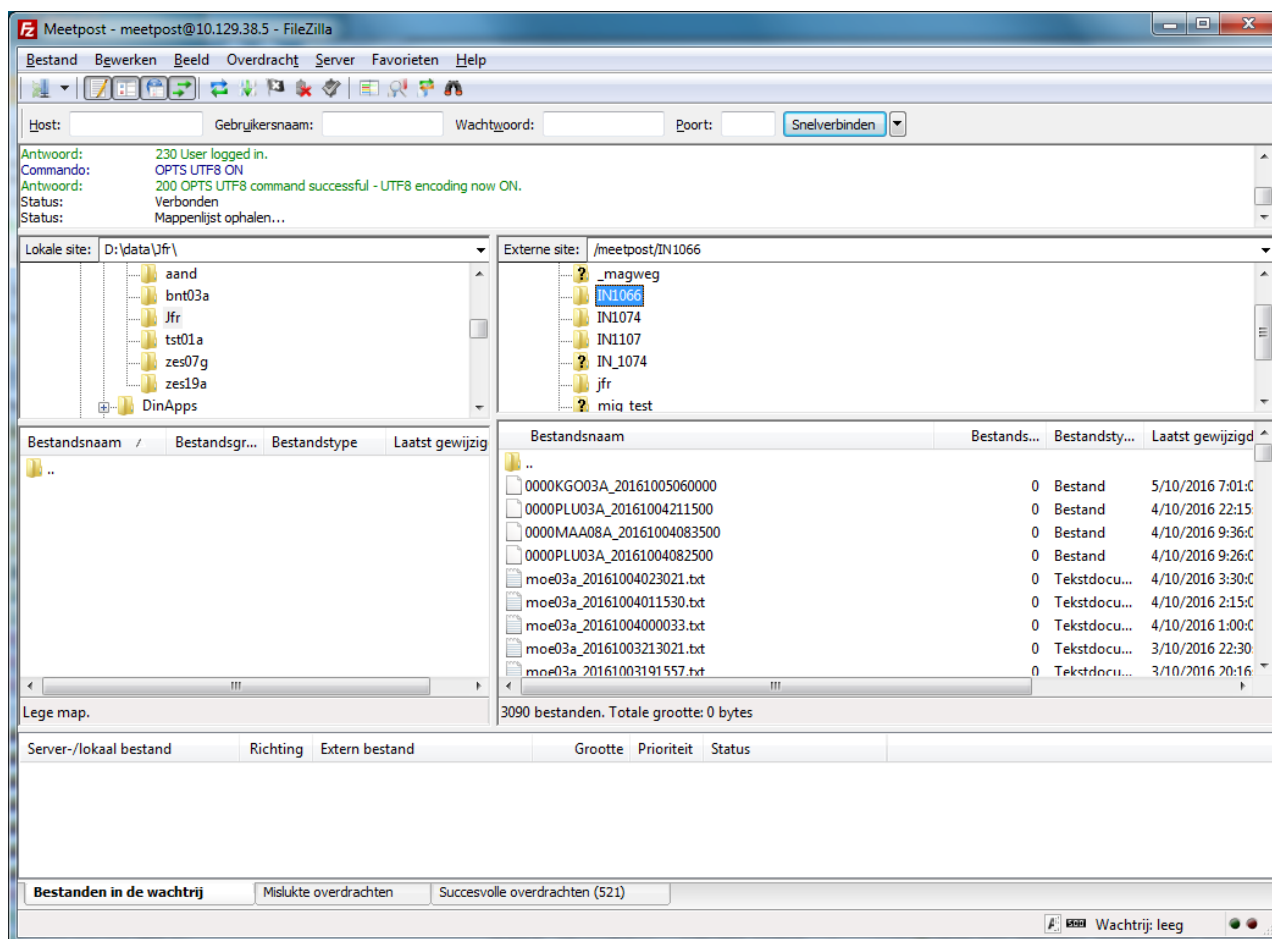 Meetpost - meetpost@10.129.38.5 - FileZilla
Bestand Bewerken Beeld Overdracht Server Favorieten Help
Host: Gebruikersnaam: Wachtwoord: Poort: Snelverbinden
Antwoord: 230 User logged in.
Commando: OPTS UTF8 ON
Antwoord: 200 OPTS UTF8 command successful - UTF8 encoding now ON.
Status: Verbonden
Status: Mappenlijst ophalen...
Lokale site: D:\data\Jfr\
aand
bnt03a
Jfr
tst01a
zes07g
zes19a
DinApps
Externe site: /meetpost/IN1066
_magweg
IN1066
IN1074
IN1107
IN_1074
jfr
mig_test
Bestandsnaam Bestandsgr... Bestandstype Laatst gewijzig
..
Lege map.
Bestandsnaam Bestands... Bestandsty... Laatst gewijzigd
..
0000KGO03A_20161005060000 0 Bestand 5/10/2016 7:01:0
0000PLU03A_20161004211500 0 Bestand 4/10/2016 22:15:
0000MAA08A_20161004083500 0 Bestand 4/10/2016 9:36:0
0000PLU03A_20161004082500 0 Bestand 4/10/2016 9:26:0
moe03a_20161004023021.txt 0 Tekstdocu... 4/10/2016 3:30:0
moe03a_20161004011530.txt 0 Tekstdocu... 4/10/2016 2:15:0
moe03a_20161004000033.txt 0 Tekstdocu... 4/10/2016 1:00:0
moe03a_20161003213021.txt 0 Tekstdocu... 3/10/2016 22:30:
moe03a_20161003191557.txt 0 Tekstdocu... 3/10/2016 20:16:
3090 bestanden. Totale grootte: 0 bytes
Server-/lokaal bestand Richting Extern bestand Grootte Prioriteit Status
Bestanden in de wachtrij Mislukte overdrachten Succesvolle overdrachten (521)
Wachtrij: leeg